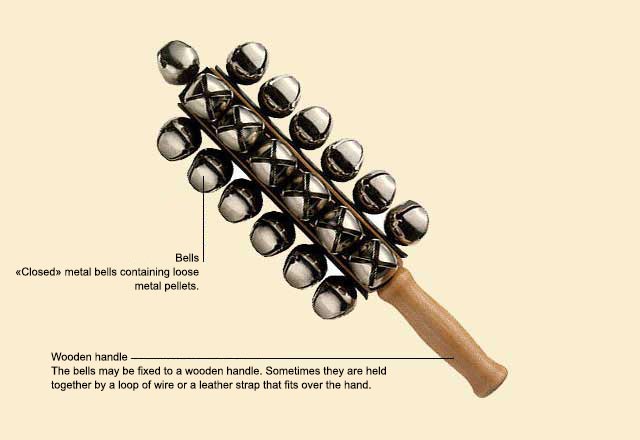 Bells
«Closed» metal bells containing loose
metal pellets.
Wooden handle
The bells may be fixed to a wooden handle. Sometimes they are held
together by a loop of wire or a leather strap that fits over the hand.